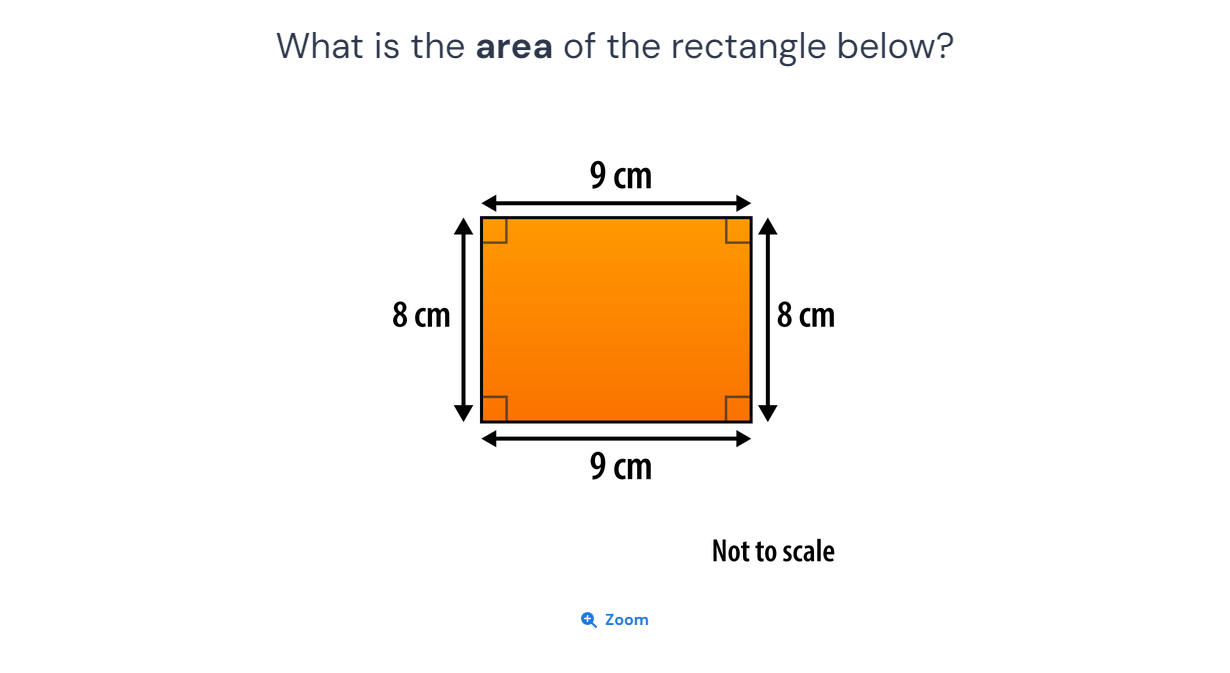 What is the area of the rectangle below?
9 cm
8 cm
8 cm
9 cm
Not to scale
Zoom